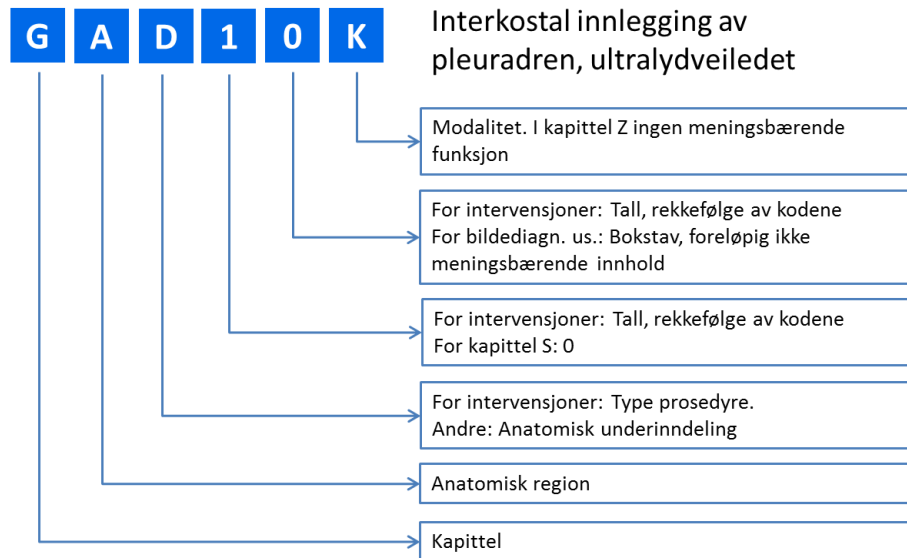 G A D 1 0 K
Interkostal innlegging av
pleuradren, ultralydveiledet
Modalitet. I kapittel Z ingen meningsbærende
funksjon
For intervensjoner: Tall, rekkefølge av kodene
For bildediagn. us.: Bokstav, foreløpig ikke
meningsbærende innhold
For intervensjoner: Tall, rekkefølge av kodene
For kapittel S: 0
For intervensjoner: Type prosedyre.
Andre: Anatomisk underinndeling
Anatomisk region
Kapittel